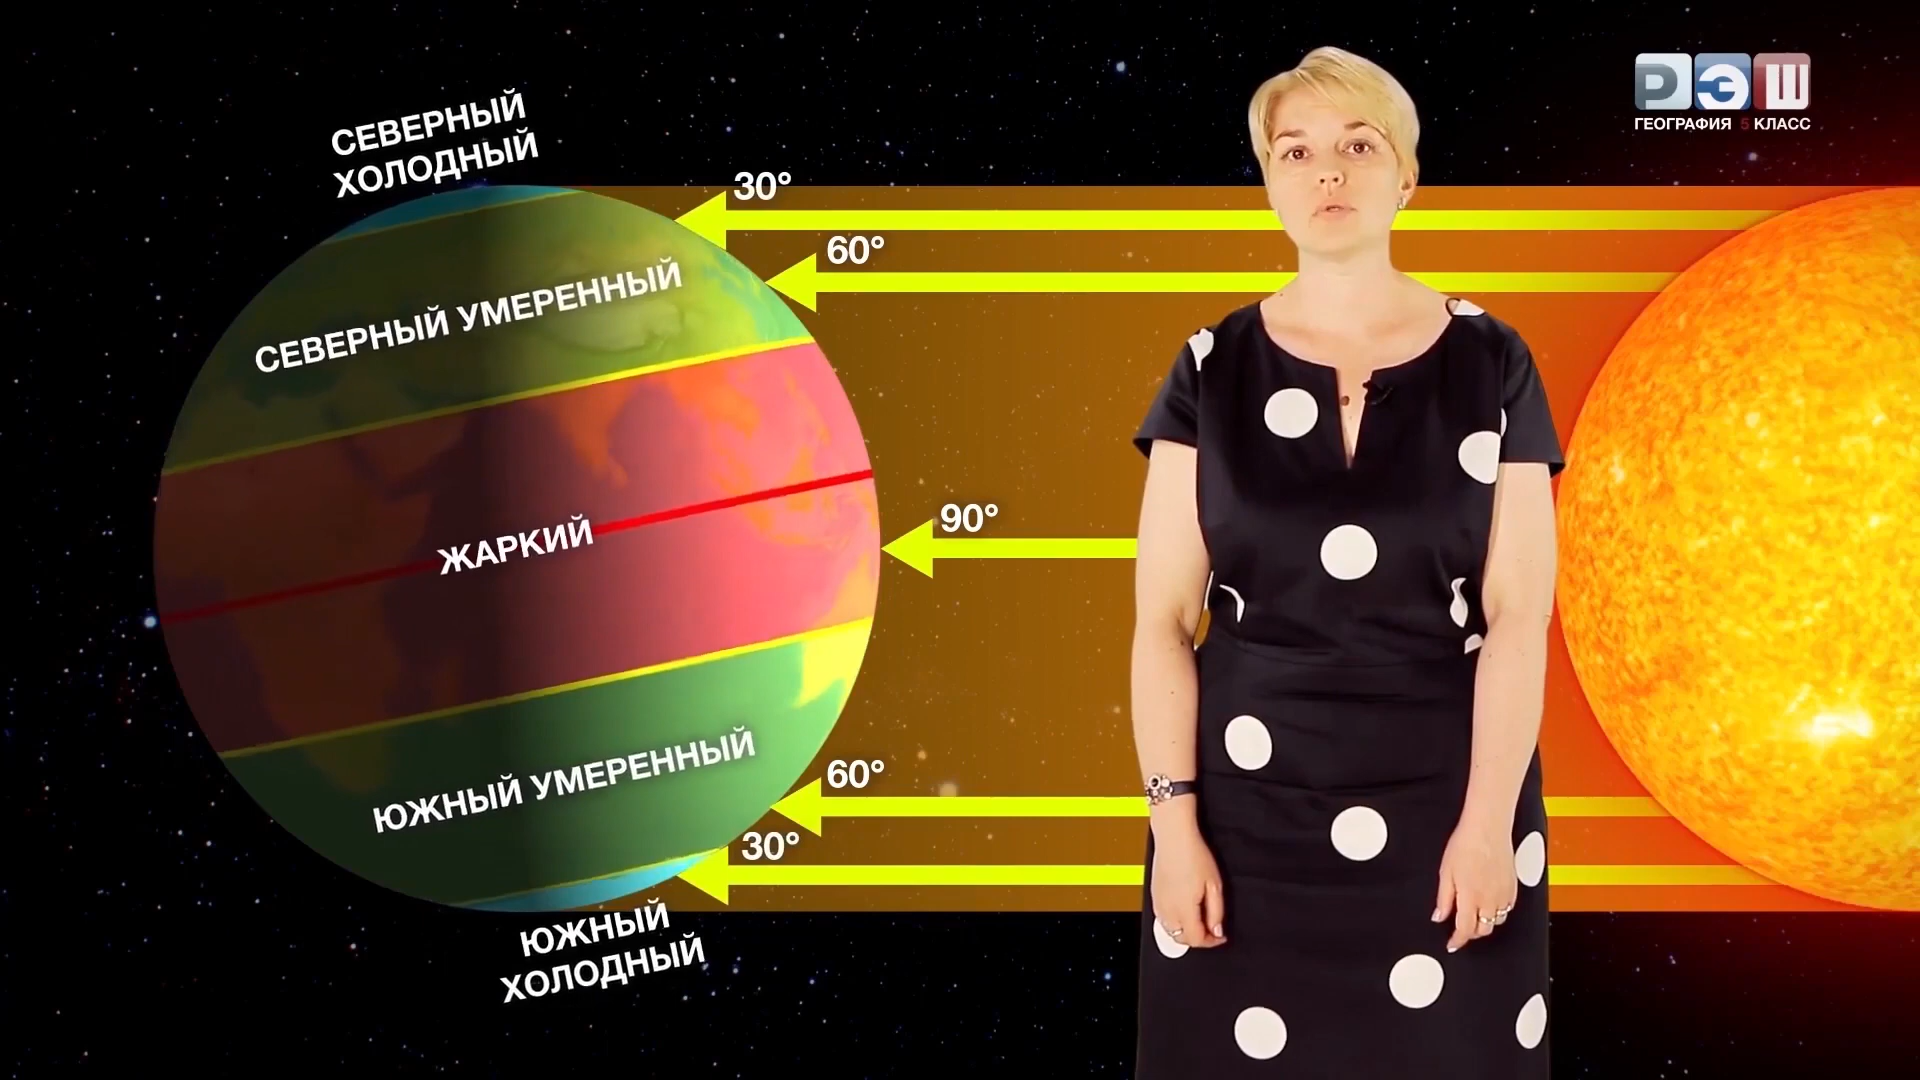 РЭШ
ГЕОГРАФИЯ 5 КЛАСС
СЕВЕРНЫЙ
ХОЛОДНЫЙ
30°
60°
СЕВЕРНЫЙ УМЕРЕННЫЙ
90°
ЖАРКИЙ
ЮЖНЫЙ УМЕРЕННЫЙ
60°
30°
ЮЖНЫЙ
ХОЛОДНЫЙ